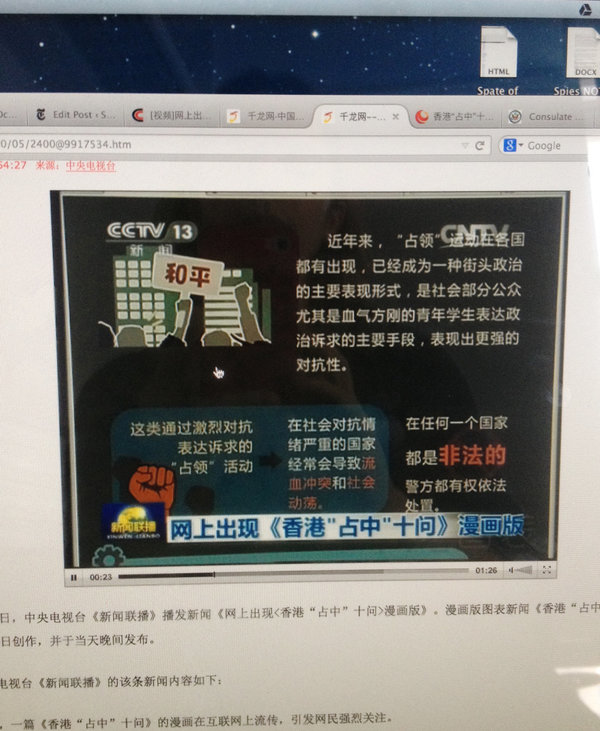 HTML
DOCX
Spate of
Spies NO
Edit Post ‹ S...
[视频]网上出...
千龙网·中国...
千龙网--...
香港"占中"十...
Consulate
0/05/2400@9917534.htm
Google
54:27 来源：中央电视台
CCTV 13
新闻
CNTV
和平
近年来，“占领”运动在各国
都有出现，已经成为一种街头政治
的主要表现形式，是社会部分公众
尤其是血气方刚的青年学生表达政
治诉求的主要手段，表现出更强的
对抗性。
这类通过激烈对抗
表达诉求的
“占领”活动
在社会对抗情
绪严重的国家
经常会导致流
血冲突和社会
动荡。
在任何一个国家
都是非法的
警方都有权依法
处置。
新闻联播
XINWEN LIANBO
网上出现《香港"占中"十问》漫画版
00:23
01:26
日，中央电视台《新闻联播》播发新闻《网上出现<香港“占中”十问>漫画版》。漫画版图表新闻《香港“占中
日创作，并于当天晚间发布。
电视台《新闻联播》的该条新闻内容如下：
，一篇《香港“占中”十问》的漫画在互联网上流传，引发网民强烈关注。